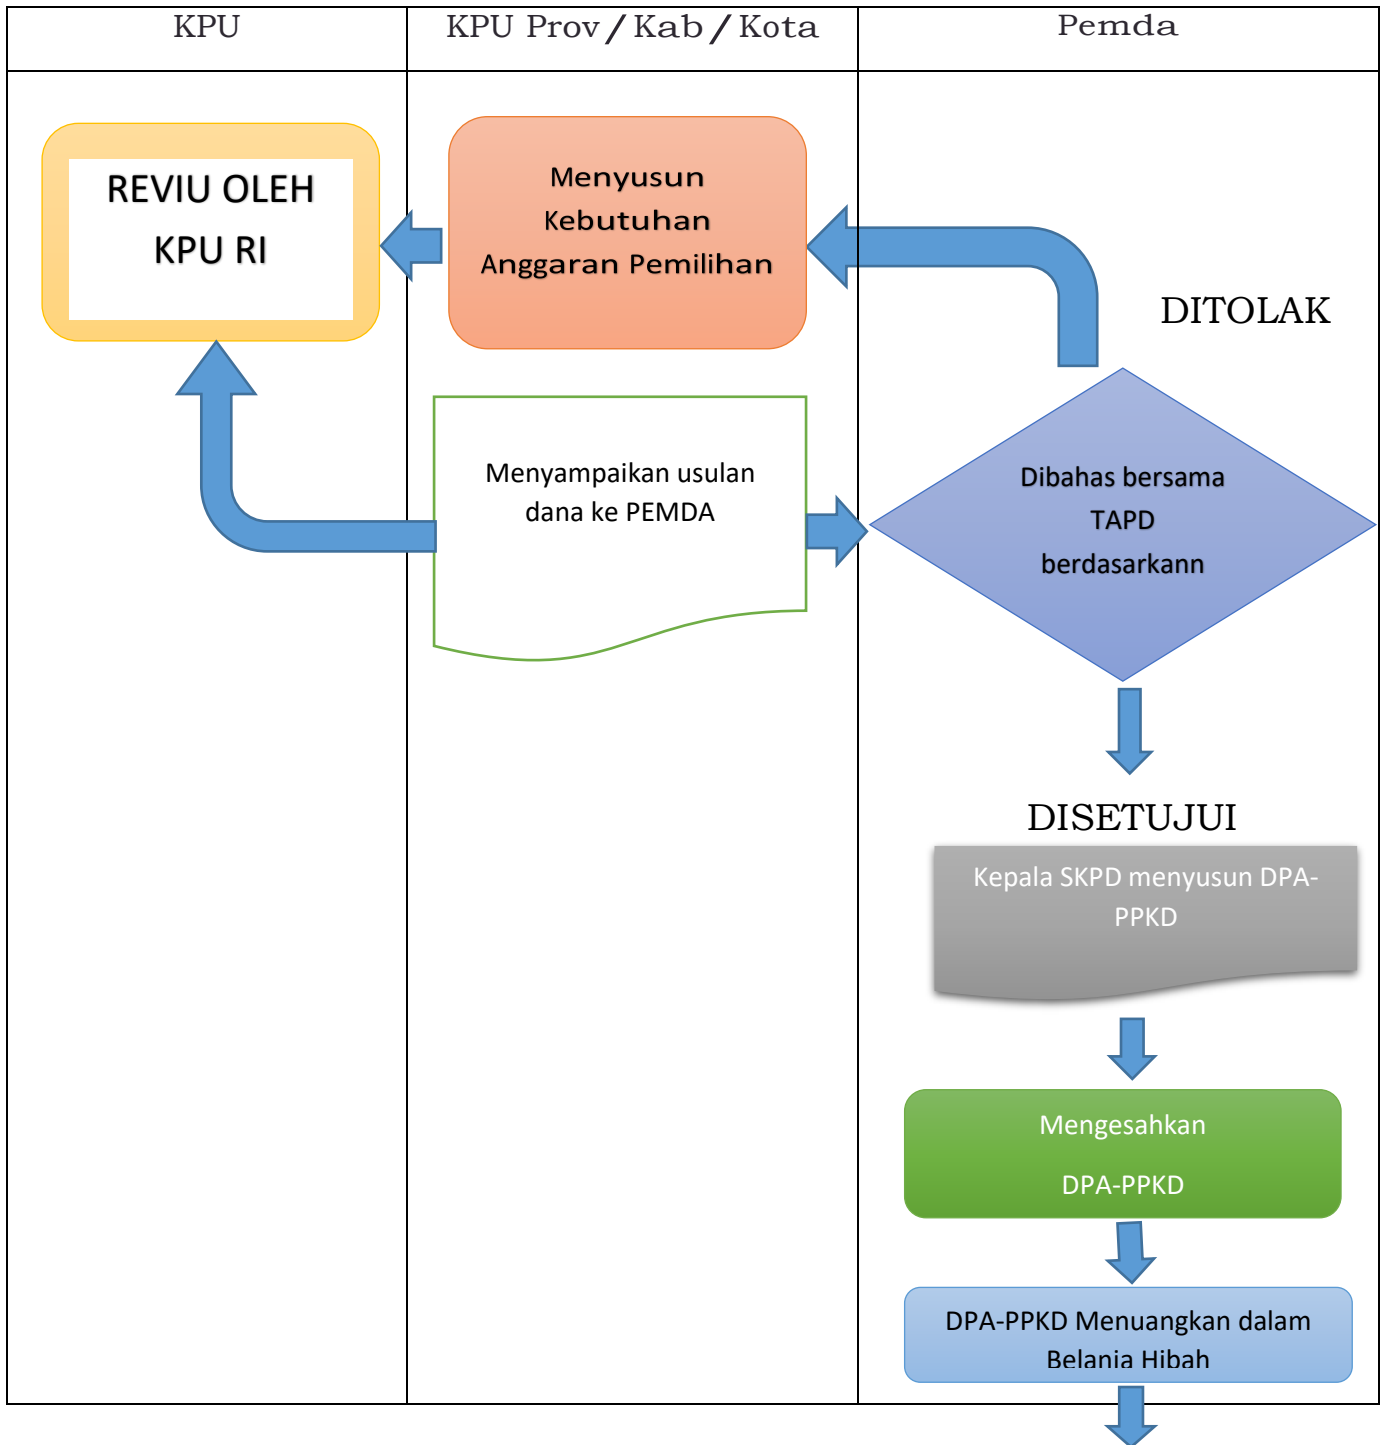 KPU
KPU Prov/Kab/Kota
Pemda
REVIU OLEH
KPU RI
Menyusun
Kebutuhan
Anggaran Pemilihan
DITOLAK
Menyampaikan usulan
dana ke PEMDA
Dibahas bersama
TAPD
berdasarkann
DISETUJUI
Kepala SKPD menyusun DPA-
PPKD
Mengesahkan
DPA-PPKD
DPA-PPKD Menuangkan dalam
Belanja Hibah